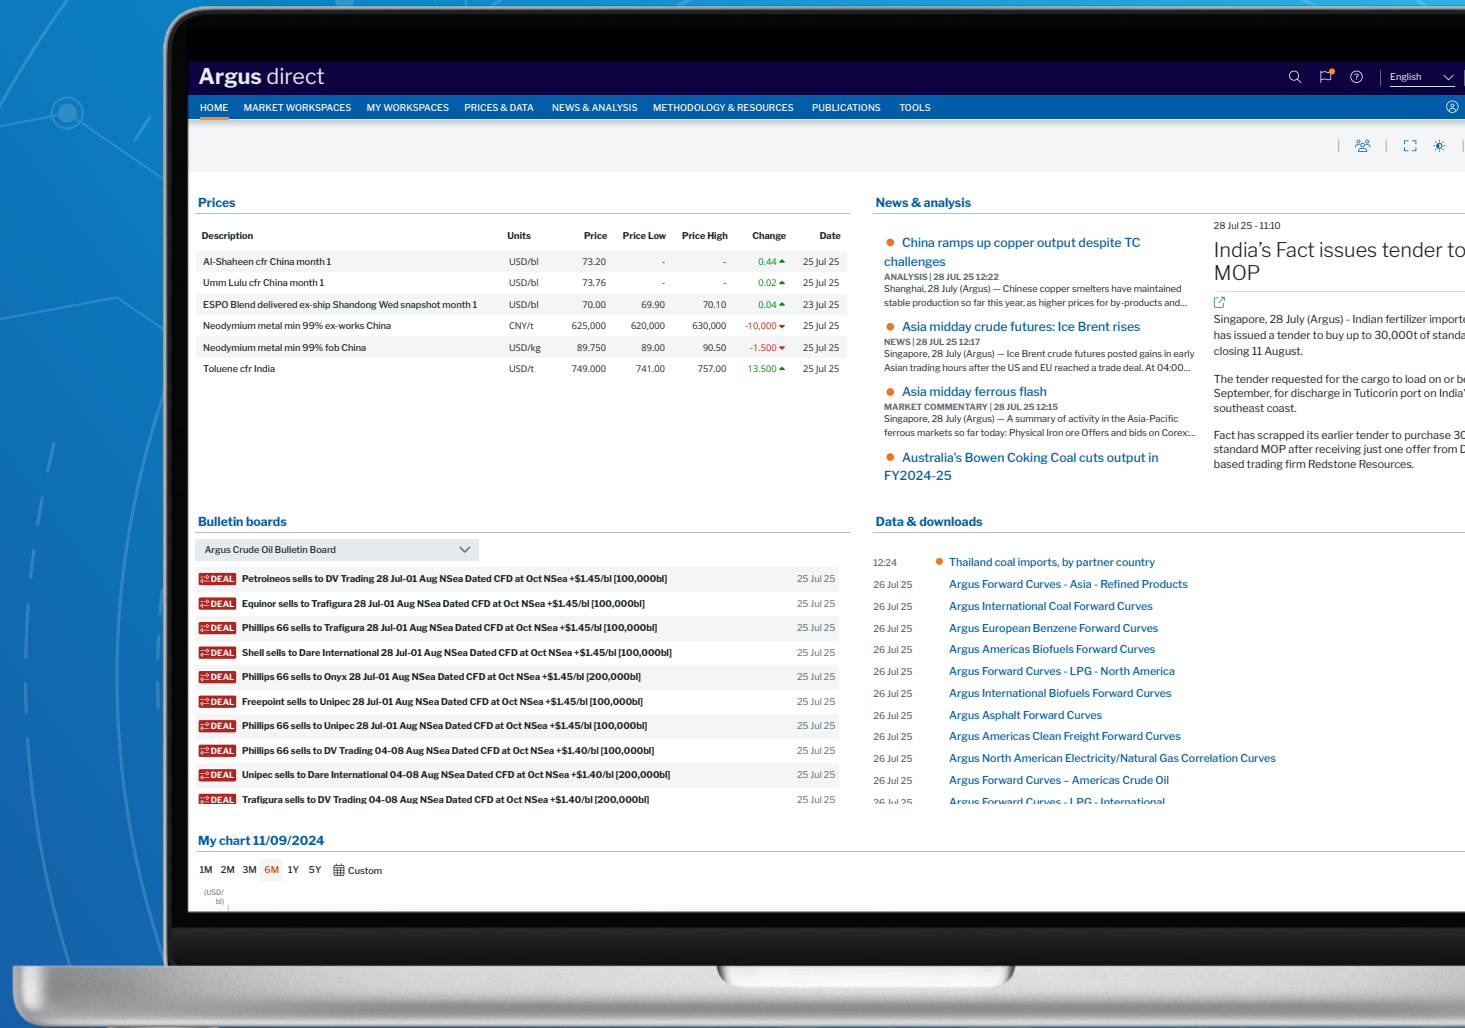 Argus direct
English
HOME MARKET WORKSPACES MY WORKSPACES PRICES & DATA NEWS & ANALYSIS METHODOLOGY & RESOURCES PUBLICATIONS TOOLS
Prices
Description Units Price Price Low Price High Change Date
Al-Shaheen cfr China month 1 USD/bl 73.20 - - 0.44 25 Jul 25
Umm Lulu cfr China month 1 USD/bl 73.76 - - 0.02 25 Jul 25
ESPO Blend delivered ex-ship Shandong Wed snapshot month 1 USD/bl 70.00 69.90 70.10 0.04 23 Jul 25
Neodymium metal min 99% ex-works China CNY/t 625,000 620,000 630,000 -10,000 25 Jul 25
Neodymium metal min 99% fob China USD/kg 89.750 89.00 90.50 -1.500 25 Jul 25
Toluene cfr India USD/t 749.000 741.00 757.00 13.500 25 Jul 25
News & analysis
China ramps up copper output despite TC
challenges
ANALYSIS | 28 JUL 25 12:22
Shanghai, 28 July (Argus) — Chinese copper smelters have maintained
stable production so far this year, as higher prices for by-products and...
Asia midday crude futures: Ice Brent rises
NEWS | 28 JUL 25 12:17
Singapore, 28 July (Argus) — Ice Brent crude futures posted gains in early
Asian trading hours after the US and EU reached a trade deal. At 04:00...
Asia midday ferrous flash
MARKET COMMENTARY | 28 JUL 25 12:15
Singapore, 28 July (Argus) — A summary of activity in the Asia-Pacific
ferrous markets so far today: Physical Iron ore Offers and bids on Corex:...
Australia's Bowen Coking Coal cuts output in
FY2024-25
28 Jul 25 - 11:10
India's Fact issues tender to
MOP
Singapore, 28 July (Argus) - Indian fertilizer importe
has issued a tender to buy up to 30,000t of standa
closing 11 August.
The tender requested for the cargo to load on or be
September, for discharge in Tuticorin port on India'
southeast coast.
Fact has scrapped its earlier tender to purchase 30
standard MOP after receiving just one offer from D
based trading firm Redstone Resources.
Bulletin boards
Argus Crude Oil Bulletin Board
DEAL Petroineos sells to DV Trading 28 Jul-01 Aug NSea Dated CFD at Oct NSea +$1.45/bl [100,000bl] 25 Jul 25
DEAL Equinor sells to Trafigura 28 Jul-01 Aug NSea Dated CFD at Oct NSea +$1.45/bl [100,000bl] 25 Jul 25
DEAL Phillips 66 sells to Trafigura 28 Jul-01 Aug NSea Dated CFD at Oct NSea +$1.45/bl [100,000bl] 25 Jul 25
DEAL Shell sells to Dare International 28 Jul-01 Aug NSea Dated CFD at Oct NSea +$1.45/bl [100,000bl] 25 Jul 25
DEAL Phillips 66 sells to Onyx 28 Jul-01 Aug NSea Dated CFD at Oct NSea +$1.45/bl [200,000bl] 25 Jul 25
DEAL Freepoint sells to Unipec 28 Jul-01 Aug NSea Dated CFD at Oct NSea +$1.45/bl [100,000bl] 25 Jul 25
DEAL Phillips 66 sells to Unipec 28 Jul-01 Aug NSea Dated CFD at Oct NSea +$1.45/bl [100,000bl] 25 Jul 25
DEAL Phillips 66 sells to DV Trading 04-08 Aug NSea Dated CFD at Oct NSea +$1.40/bl [100,000bl] 25 Jul 25
DEAL Unipec sells to Dare International 04-08 Aug NSea Dated CFD at Oct NSea +$1.40/bl [200,000bl] 25 Jul 25
DEAL Trafigura sells to DV Trading 04-08 Aug NSea Dated CFD at Oct NSea +$1.40/bl [200,000bl] 25 Jul 25
Data & downloads
12:24 Thailand coal imports, by partner country
26 Jul 25 Argus Forward Curves - Asia - Refined Products
26 Jul 25 Argus International Coal Forward Curves
26 Jul 25 Argus European Benzene Forward Curves
26 Jul 25 Argus Americas Biofuels Forward Curves
26 Jul 25 Argus Forward Curves - LPG - North America
26 Jul 25 Argus International Biofuels Forward Curves
26 Jul 25 Argus Asphalt Forward Curves
26 Jul 25 Argus Americas Clean Freight Forward Curves
26 Jul 25 Argus North American Electricity/Natural Gas Correlation Curves
26 Jul 25 Argus Forward Curves – Americas Crude Oil
26 Jul 25 Argus Forward Curves - LPG - International
My chart 11/09/2024
1M 2M 3M 6M 1Y 5Y Custom
(USD/
bl)